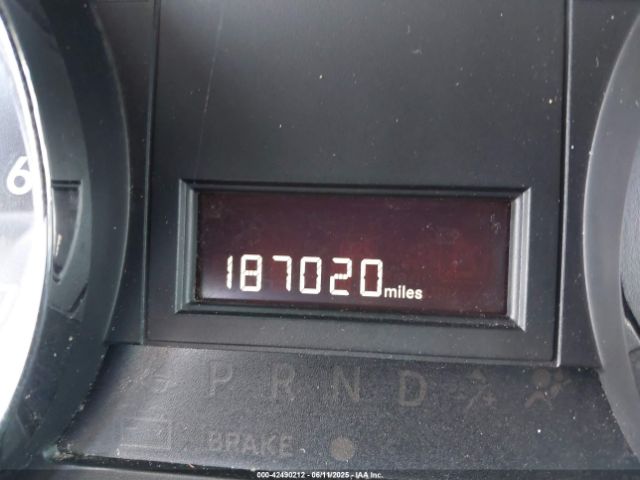 6
187020 miles
P R N D -/+
BRAKE
000-42490212 - 06/11/2025 - IAA Inc.